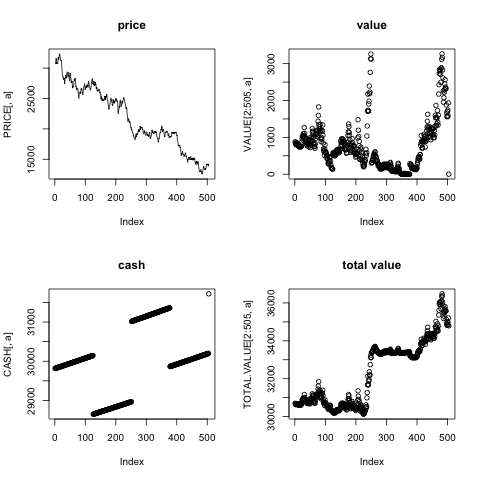 price
PRICE[, a]
15000
25000
0 100 200 300 400 500
Index
value
VALUE[2:505, a]
0 1000 2000 3000
0 100 200 300 400 500
Index
cash
CASH[, a]
29000 30000 31000
0 100 200 300 400 500
Index
total value
TOTAL.VALUE[2:505, a]
30000 32000 34000 36000
0 100 200 300 400 500
Index